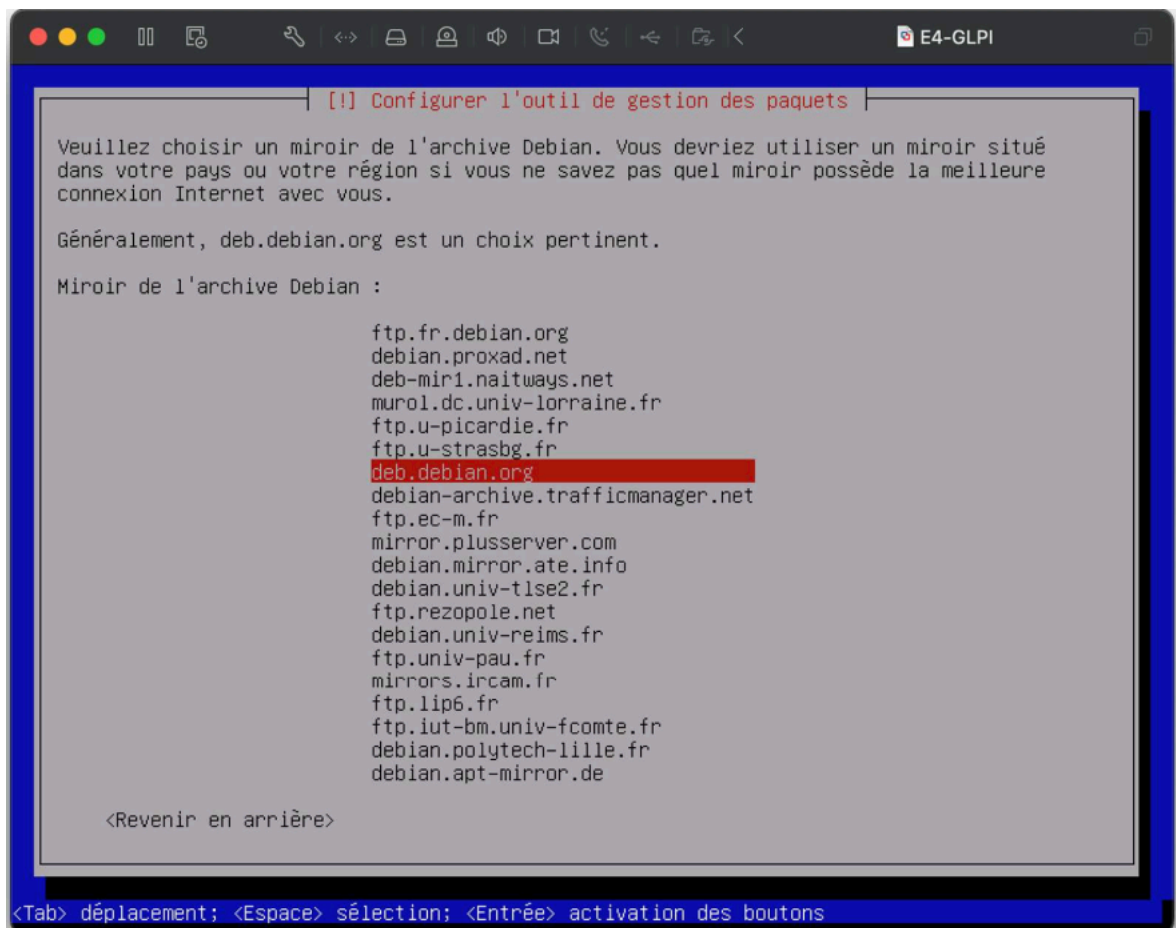 E4-GLPI
[!] Configurer l'outil de gestion des paquets
Veuillez choisir un miroir de l'archive Debian. Vous devriez utiliser un miroir situé
dans votre pays ou votre région si vous ne savez pas quel miroir possède la meilleure
connexion Internet avec vous.
Généralement, deb.debian.org est un choix pertinent.
Miroir de l'archive Debian :
ftp.fr.debian.org
debian.proxad.net
deb-mir1.naitways.net
murol.dc.univ-lorraine.fr
ftp.u-picardie.fr
ftp.u-strasbg.fr
deb.debian.org
debian-archive.trafficmanager.net
ftp.ec-m.fr
mirror.plusserver.com
debian.mirror.ate.info
debian.univ-tlse2.fr
ftp.rezopole.net
debian.univ-reims.fr
ftp.univ-pau.fr
mirrors.ircam.fr
ftp.lip6.fr
ftp.iut-bm.univ-fcomte.fr
debian.polytech-lille.fr
debian.apt-mirror.de
<Revenir en arrière>
<Tab> déplacement; <Espace> sélection; <Entrée> activation des boutons